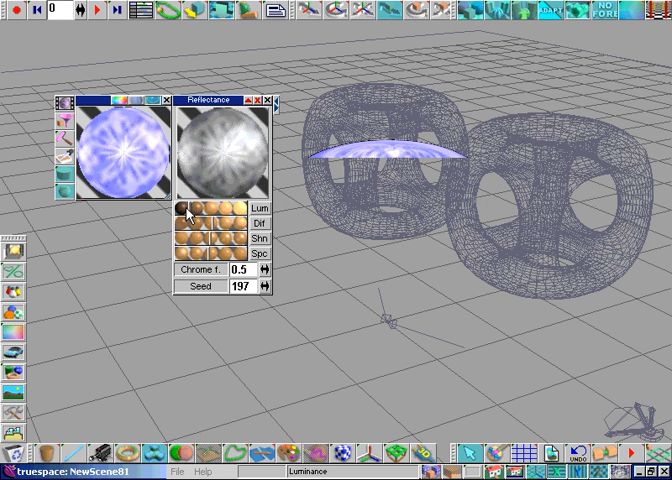 0
ADAPT
NO FORE
Reflectance
Lum
Dif
Shn
Spc
Chrome f. 0.5
Seed 197
UNDO
truespace: NewScene81 File Help Luminance